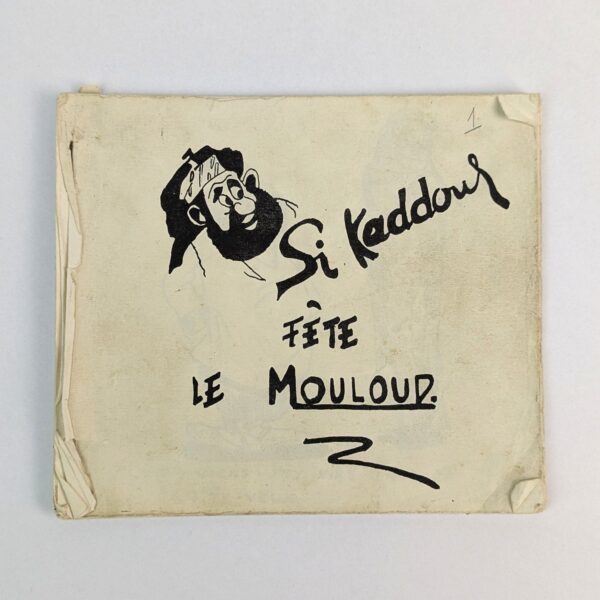 1
Si Kaddour
FÊTE
LE MOULOUD.